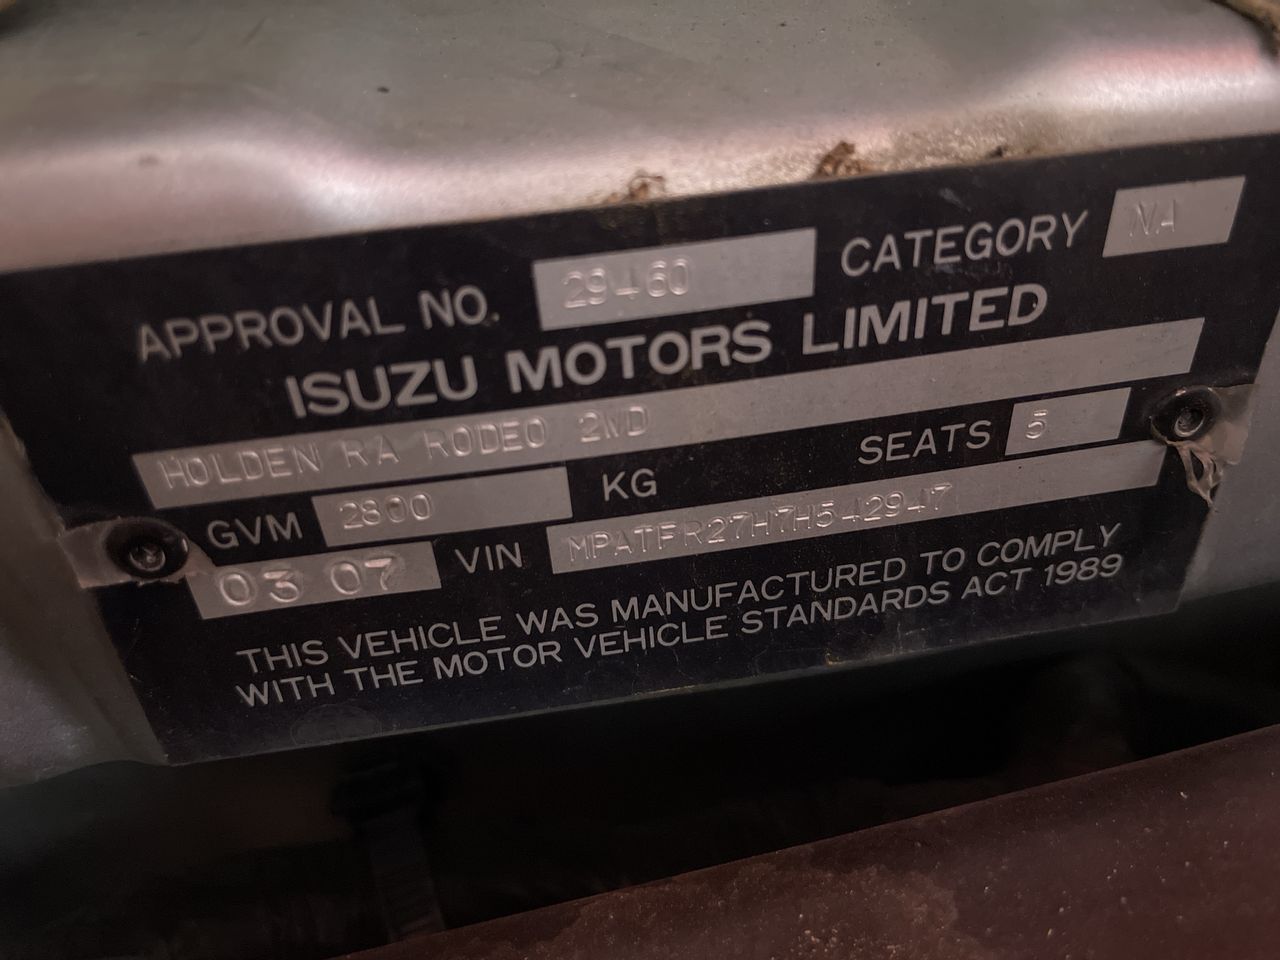 APPROVAL NO. 29460 CATEGORY NA
ISUZU MOTORS LIMITED
HOLDEN RA RODEO 2WD
GVM 2800 KG SEATS 5
03 07 VIN MPATFR27H7H542947
THIS VEHICLE WAS MANUFACTURED TO COMPLY
WITH THE MOTOR VEHICLE STANDARDS ACT 1989